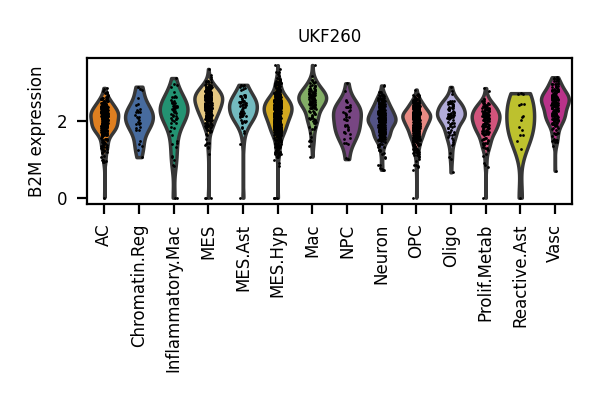 UKF260
B2M expression
2
0
AC
Chromatin.Reg
Inflammatory.Mac
MES
MES.Ast
MES.Hyp
Mac
NPC
Neuron
OPC
Oligo
Prolif.Metab
Reactive.Ast
Vasc